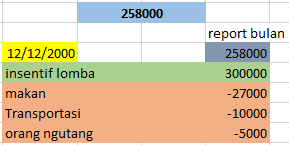 258000
report bulan
12/12/2000 258000
insentif lomba 300000
makan -27000
Transportasi -10000
orang ngutang -5000